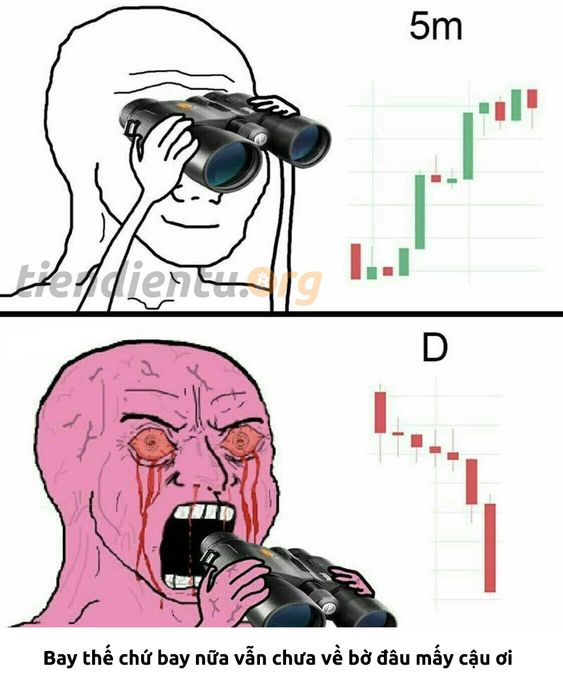 5m
tiendientu.org
D
Bay thế chứ bay nữa vẫn chưa về bờ đâu mấy cậu ơi